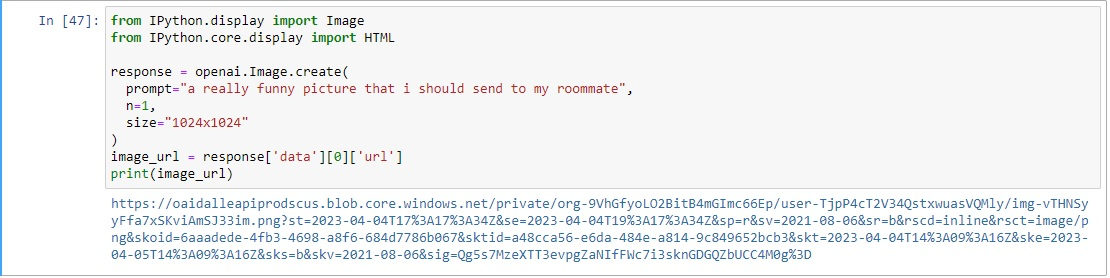 In [47]: from IPython.display import Image
from IPython.core.display import HTML
response = openai.Image.create(
prompt="a really funny picture that i should send to my roommate",
n=1,
size="1024x1024"
)
image_url = response['data'][0]['url']
print(image_url)
https://oaidalleapiprodscus.blob.core.windows.net/private/org-9VhGfyoLO2BitB4mGImc66Ep/user-TjpP4cT2V34QstxwuasVQMly/img-vTHNSy
yFfa7xSKviAmSJ33im.png?st=2023-04-04T17%3A17%3A34Z&se=2023-04-04T19%3A17%3A34Z&sp=r&sv=2021-08-06&sr=b&rscd=inline&rsct=image/p
ng&skoid=6aaadede-4fb3-4698-a8f6-684d7786b067&sktid=a48cca56-e6da-484e-a814-9c849652bcb3&skt=2023-04-04T14%3A09%3A16Z&ske=2023-
04-05T14%3A09%3A16Z&sks=b&skv=2021-08-06&sig=Qg5s7MzeXTT3evpgZaNIfFWc7i3sknGDGQZbUCC4M0g%3D